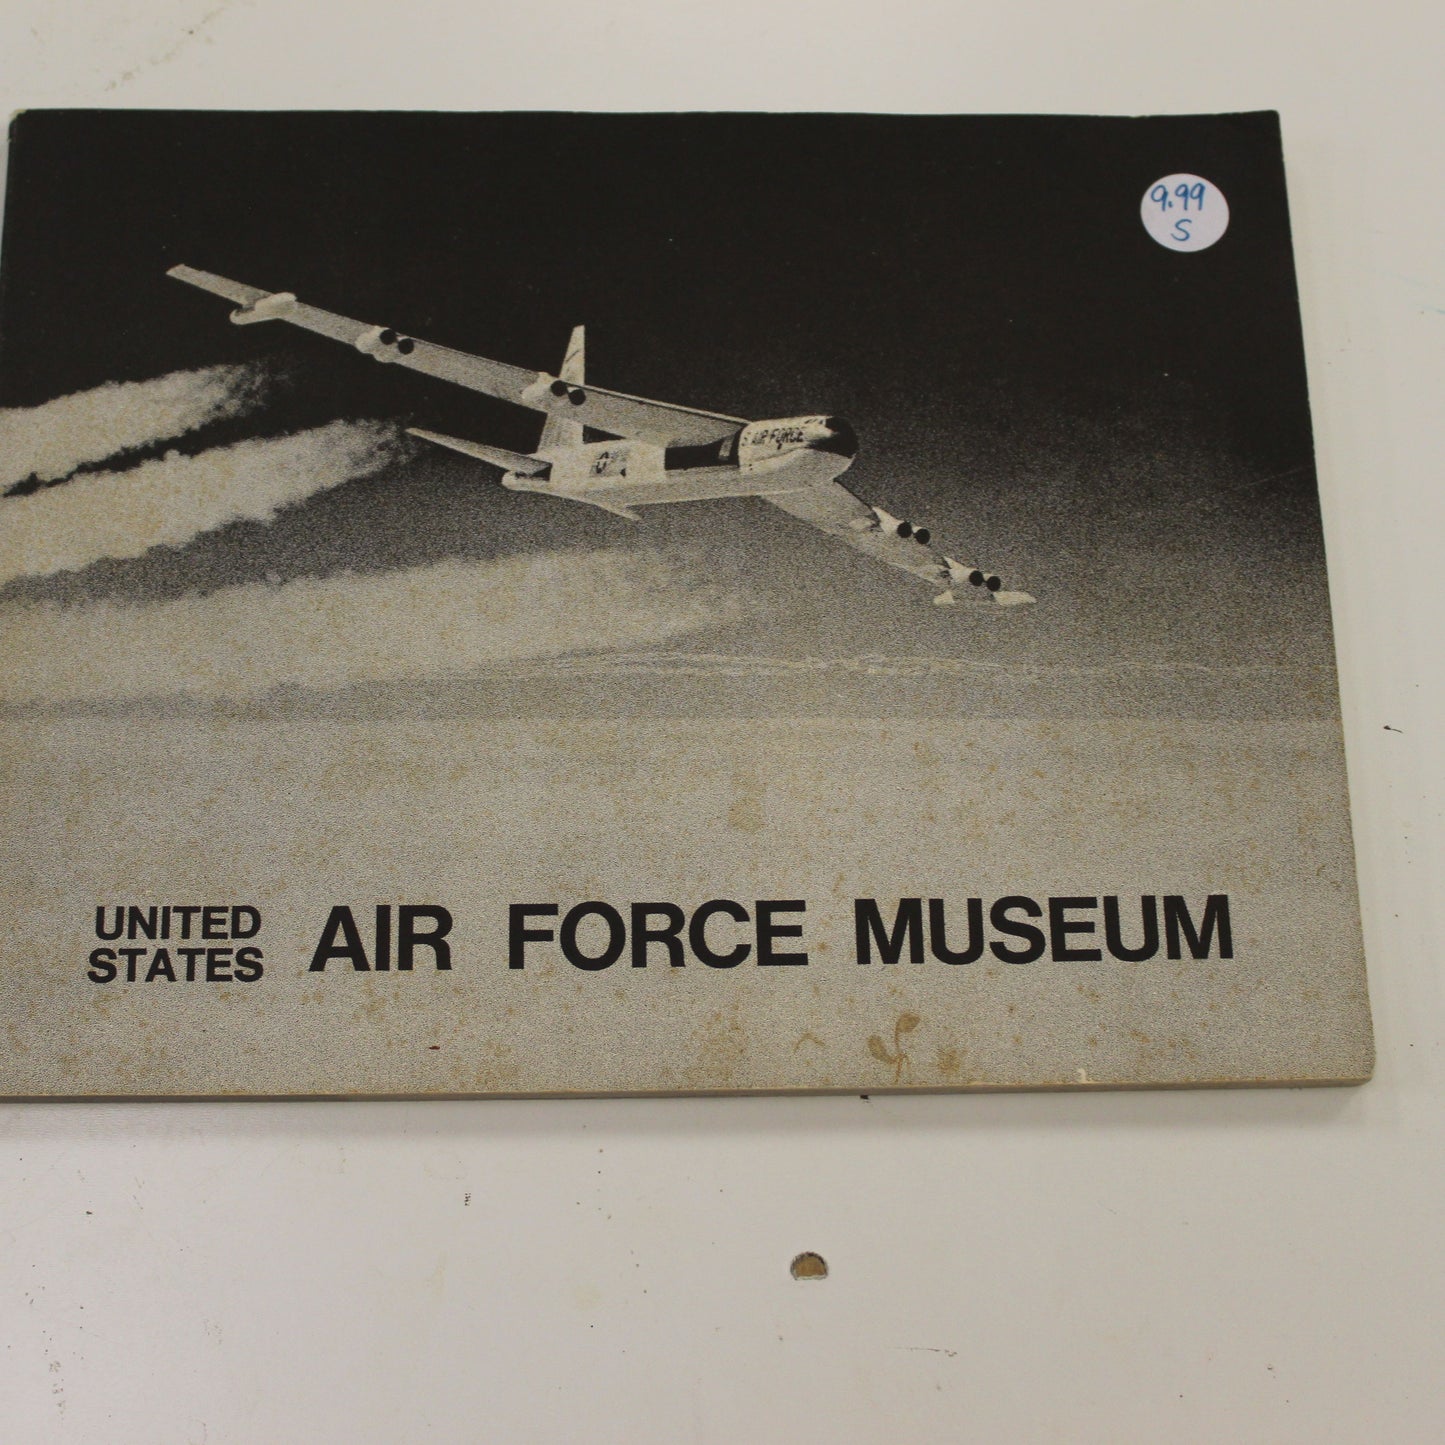 9.99
S
S AIR FORCE
UNITED
STATES
AIR FORCE MUSEUM